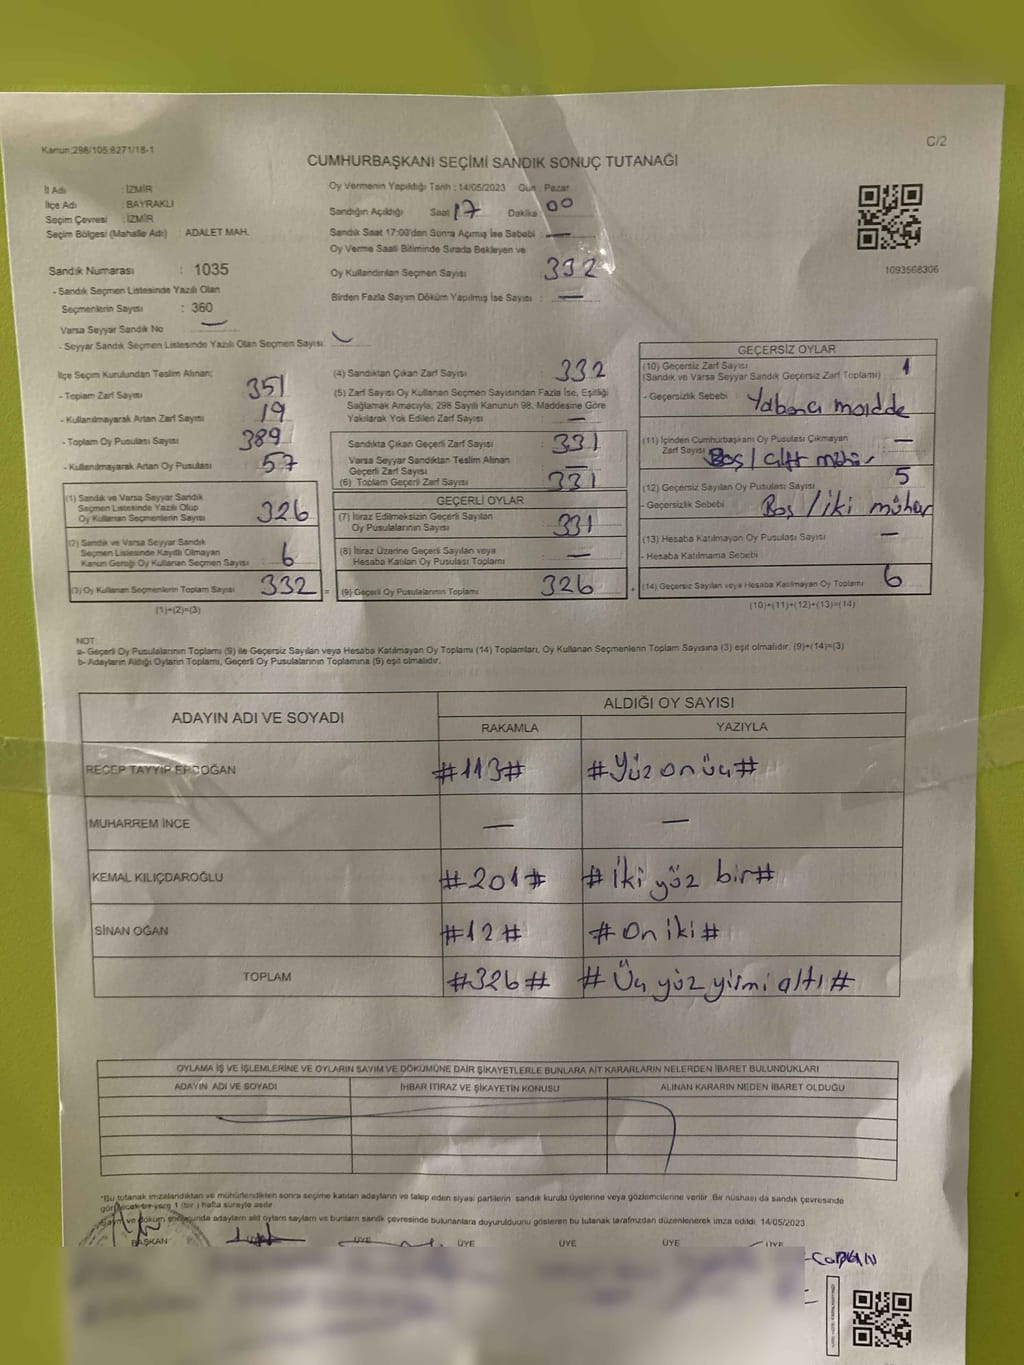 Kanun:298/105:6271/18-1
C/2
CUMHURBAŞKANI SEÇİMİ SANDIK SONUÇ TUTANAĞI
İl Adı : İZMİR
İlçe Adı : BAYRAKLI
Seçim Çevresi : İZMİR
Seçim Bölgesi (Mahalle Adı) ADALET MAH.
Oy Vermenin Yapıldığı Tarih : 14/05/2023 Gün : Pazar
Sandığın Açıldığı Saat 17 Dakika 00
Sandık Saat 17:00'den Sonra Açımış İse Sebebi : —
Oy Verme Saati Bitiminde Sırada Bekleyen ve
Oy Kullandırılan Seçmen Sayısı 332
Birden Fazla Sayım Döküm Yapılmış İse Sayısı : —
1093568306
Sandık Numarası : 1035
- Sandık Seçmen Listesinde Yazılı Olan
Seçmenlerin Sayısı : 360
Varsa Seyyar Sandık No —
- Seyyar Sandık Seçmen Listesinde Yazılı Olan Seçmen Sayısı:
İlçe Seçim Kurulundan Teslim Alınan;
- Toplam Zarf Sayısı 351
- Kullanılmayarak Artan Zarf Sayısı 19
- Toplam Oy Pusulası Sayısı 389
- Kullanılmayarak Artan Oy Pusulası 57
(1) Sandık ve Varsa Seyyar Sandık
Seçmen Listesinde Yazılı Olup
Oy Kullanan Seçmenlerin Sayısı 326
(2) Sandık ve Varsa Seyyar Sandık
Seçmen Listesinde Kayıtlı Olmayan
Kanun Gereği Oy Kullanan Seçmen Sayısı 6
(3) Oy Kullanan Seçmenlerin Toplam Sayısı 332 =
(1)+(2)=(3)
(4) Sandıktan Çıkan Zarf Sayısı : 332
(5) Zarf Sayısı Oy Kullanan Seçmen Sayısından Fazla İse, Eşitliği
Sağlamak Amacıyla; 298 Sayılı Kanunun 98. Maddesine Göre
Yakılarak Yok Edilen Zarf Sayısı : —
Sandıkta Çıkan Geçerli Zarf Sayısı : 331
Varsa Seyyar Sandıktan Teslim Alınan
Geçerli Zarf Sayısı : —
(6) Toplam Geçerli Zarf Sayısı : 331
GEÇERLİ OYLAR
(7) İtiraz Edilmeksizin Geçerli Sayılan
Oy Pusulalarının Sayısı : 331
(8) İtiraz Üzerine Geçerli Sayılan veya
Hesaba Katılan Oy Pusulası Toplamı : —
(9) Geçerli Oy Pusulalarının Toplamı : 326 +
GEÇERSİZ OYLAR
(10) Geçersiz Zarf Sayısı 1
(Sandık ve Varsa Seyyar Sandık Geçersiz Zarf Toplamı) :
- Geçersizlik Sebebi : Yabancı madde
(11) İçinden Cumhurbaşkanı Oy Pusulası Çıkmayan —
Zarf Sayısı Boş / çift mühür
(12) Geçersiz Sayılan Oy Pusulası Sayısı 5
- Geçersizlik Sebebi : Boş / iki mühür
(13) Hesaba Katılmayan Oy Pusulası Sayısı : —
- Hesaba Katılmama Sebebi
(14) Geçersiz Sayılan veya Hesaba Katılmayan Oy Toplamı : 6
(10)+(11)+(12)+(13)=(14)
NOT:
a- Geçerli Oy Pusulalarının Toplamı (9) ile Geçersiz Sayılan veya Hesaba Katılmayan Oy Toplamı (14) Toplamları, Oy Kullanan Seçmenlerin Toplam Sayısına (3) eşit olmalıdır. (9)+(14)=(3)
b- Adayların Aldığı Oyların Toplamı, Geçerli Oy Pusulalarının Toplamına (9) eşit olmalıdır.
ADAYIN ADI VE SOYADI
ALDIĞI OY SAYISI
RAKAMLA YAZIYLA
RECEP TAYYİP ERDOĞAN #113# #Yüz onüç#
MUHARREM İNCE — —
KEMAL KILIÇDAROĞLU #201# #İki yüz bir#
SİNAN OĞAN #12# #On iki#
TOPLAM #326# #Üç yüz yirmi altı#
OYLAMA İŞ VE İŞLEMLERİNE VE OYLARIN SAYIM VE DÖKÜMÜNE DAİR ŞİKAYETLERLE BUNLARA AİT KARARLARIN NELERDEN İBARET BULUNDUKLARI
ADAYIN ADI VE SOYADI İHBAR İTİRAZ VE ŞİKAYETİN KONUSU ALINAN KARARIN NEDEN İBARET OLDUĞU
*Bu tutanak imzalandıktan ve mühürlendikten sonra seçime katılan adayların ve talep eden siyasi partilerin sandık kurulu üyelerine veya gözlemcilerine verilir. Bir nüshası da sandık çevresinde
görülecek bir yere 1 (bir) hafta süreyle asılır.
Sayım ve döküm sonucunda adayların aldığı oyların sayılarını ve bunların sandık çevresinde bulunanlara duyurulduğunu gösteren bu tutanak tarafımızdan düzenlenerek imza edildi. 14/05/2023
BAŞKAN ÜYE ÜYE ÜYE ÜYE ÜYE